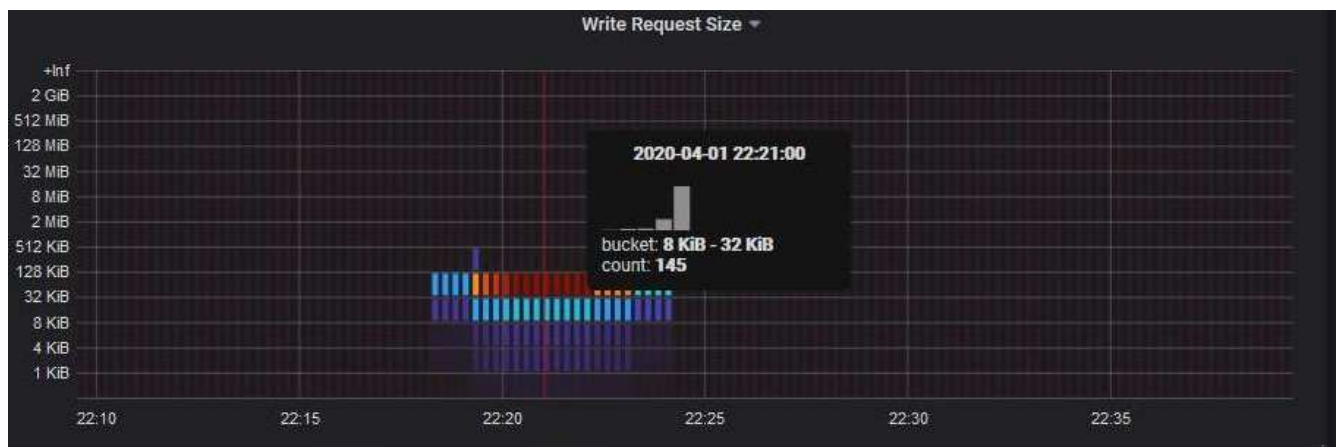 Write Request Size
+Inf
2 GiB
512 MiB
128 MiB
32 MiB
8 MiB
2 MiB
512 KiB
128 KiB
32 KiB
8 KiB
4 KiB
1 KiB
2020-04-01 22:21:00
bucket: 8 KiB - 32 KiB
count: 145
22:10 22:15 22:20 22:25 22:30 22:35